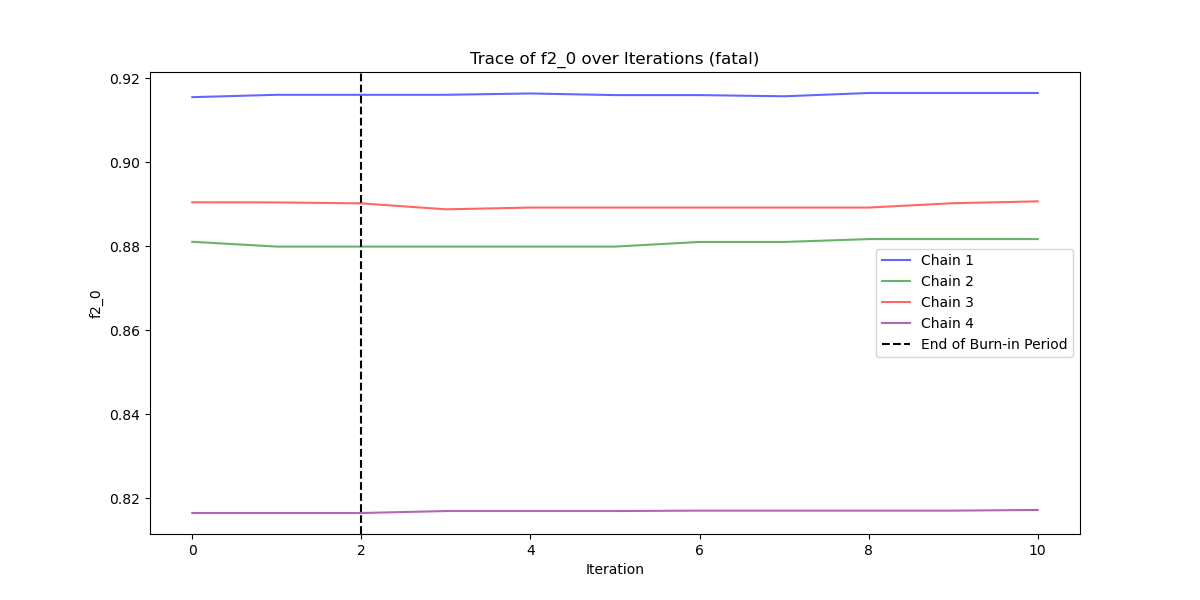 Trace of f2_0 over Iterations (fatal)
0.92
0.90
0.88
0.86
0.84
0.82
f2_0
Chain 1
Chain 2
Chain 3
Chain 4
End of Burn-in Period
0 2 4 6 8 10
Iteration